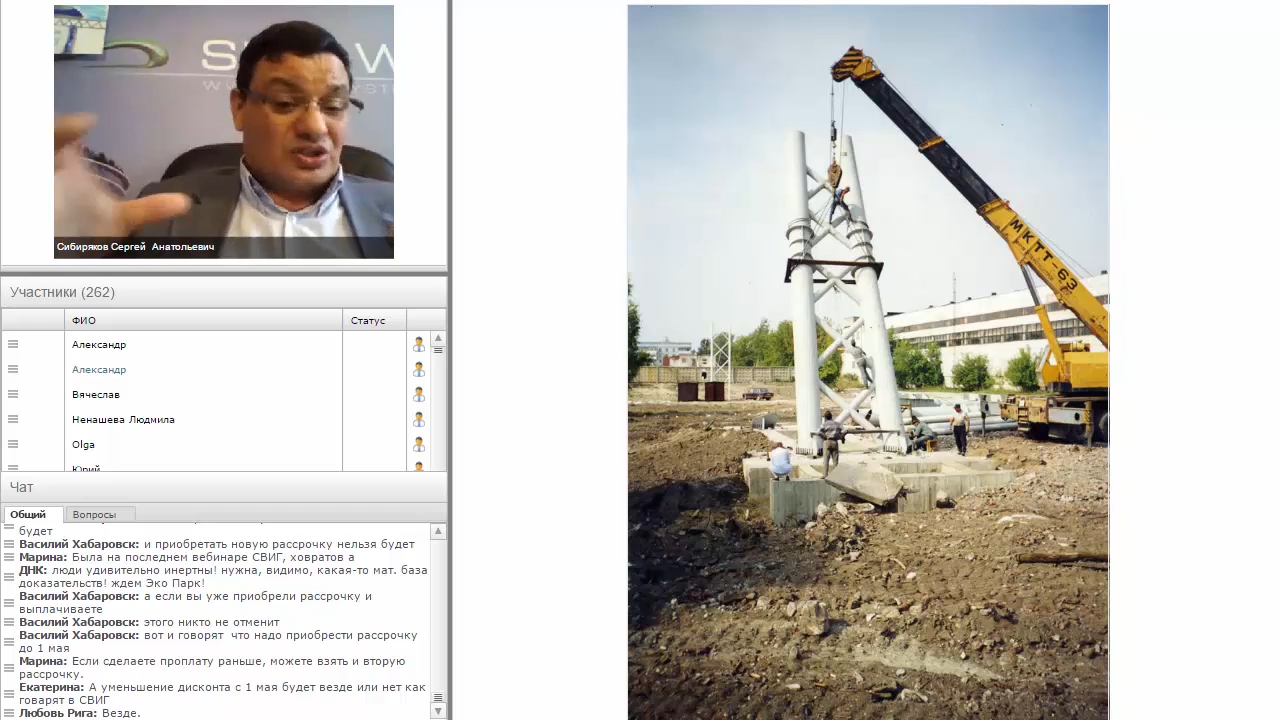 Сибиряков Сергей Анатольевич
Участники (262)
ФИО
Статус
Александр
Александр
Вячеслав
Ненашева Людмила
Olga
Юрий
Чат
Общий
Вопросы
будет
Василий Хабаровск: и приобретать новую рассрочку нельзя будет
Марина: Была на последнем вебинаре СВИГ, ховратов а
ДНК: люди удивительно инертны! нужна, видимо, какая-то мат. база
доказательств! ждем Эко Парк!
Василий Хабаровск: а если вы уже приобрели рассрочку и
выплачиваете
Василий Хабаровск: этого никто не отменит
Василий Хабаровск: вот и говорят что надо приобрести рассрочку
до 1 мая
Марина: Если сделаете проплату раньше, можете взять и вторую
рассрочку.
Екатерина: А уменьшение дисконта с 1 мая будет везде или нет как
говарят в СВИГ
Любовь Рига: Везде.
МКТТ-63